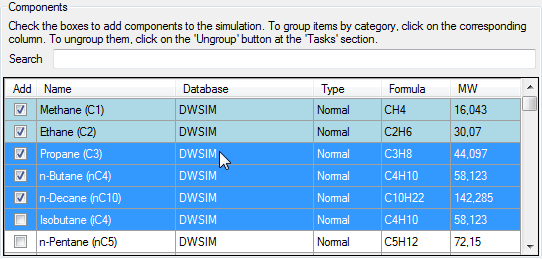 Components
Check the boxes to add components to the simulation. To group items by category, click on the corresponding
column. To ungroup them, click on the 'Ungroup' button at the 'Tasks' section.
Search
Add Name Database Type Formula MW
Methane (C1) DWSIM Normal CH4 16,043
Ethane (C2) DWSIM Normal C2H6 30,07
Propane (C3) DWSIM Normal C3H8 44,097
n-Butane (nC4) DWSIM Normal C4H10 58,123
n-Decane (nC10) DWSIM Normal C10H22 142,285
Isobutane (iC4) DWSIM Normal C4H10 58,123
n-Pentane (nC5) DWSIM Normal C5H12 72,15